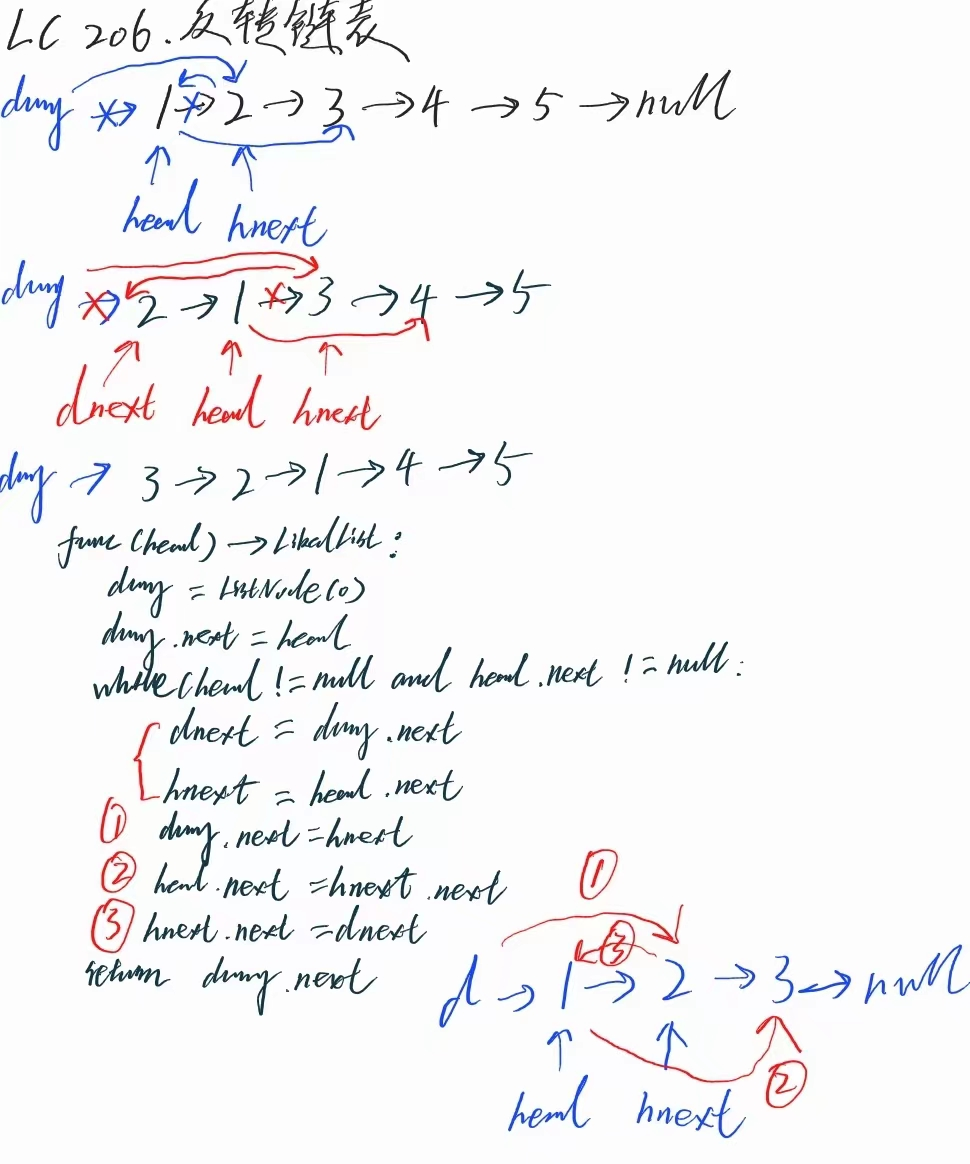 LC 206.反转链表
dumy → 1 → 2 → 3 → 4 → 5 → null
head hnext
dumy → 2 → 1 → 3 → 4 → 5
dnext head hnext
dumy → 3 → 2 → 1 → 4 → 5
func(head) → LinkedList:
dumy = ListNode(0)
dumy.next = head
while(head != null and head.next != null:
dnext = dumy.next
hnext = head.next
① dumy.next = hnext
② head.next = hnext.next
③ hnext.next = dnext
return dumy.next
①
③
d → 1 → 2 → 3 → null
②
head hnext